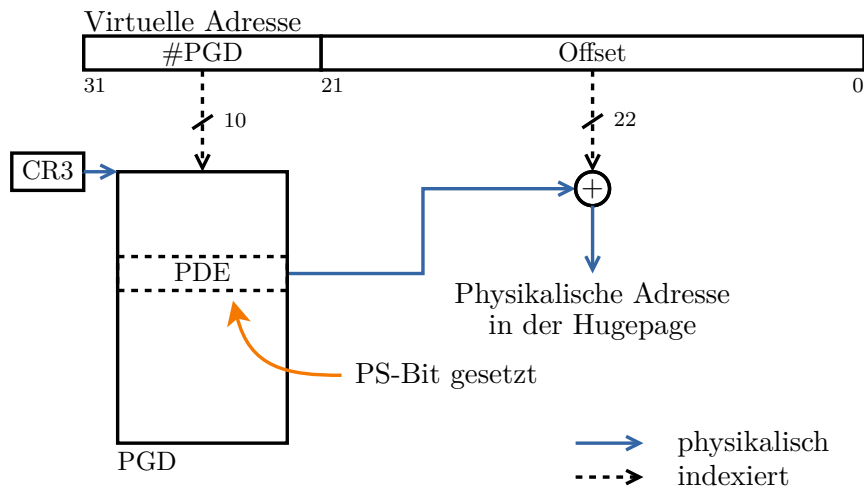 Virtuelle Adresse
#PGD Offset
31 21 0
10 22
CR3
PDE
Physikalische Adresse
in der Hugepage
PS-Bit gesetzt
PGD
physikalisch
indexiert
+